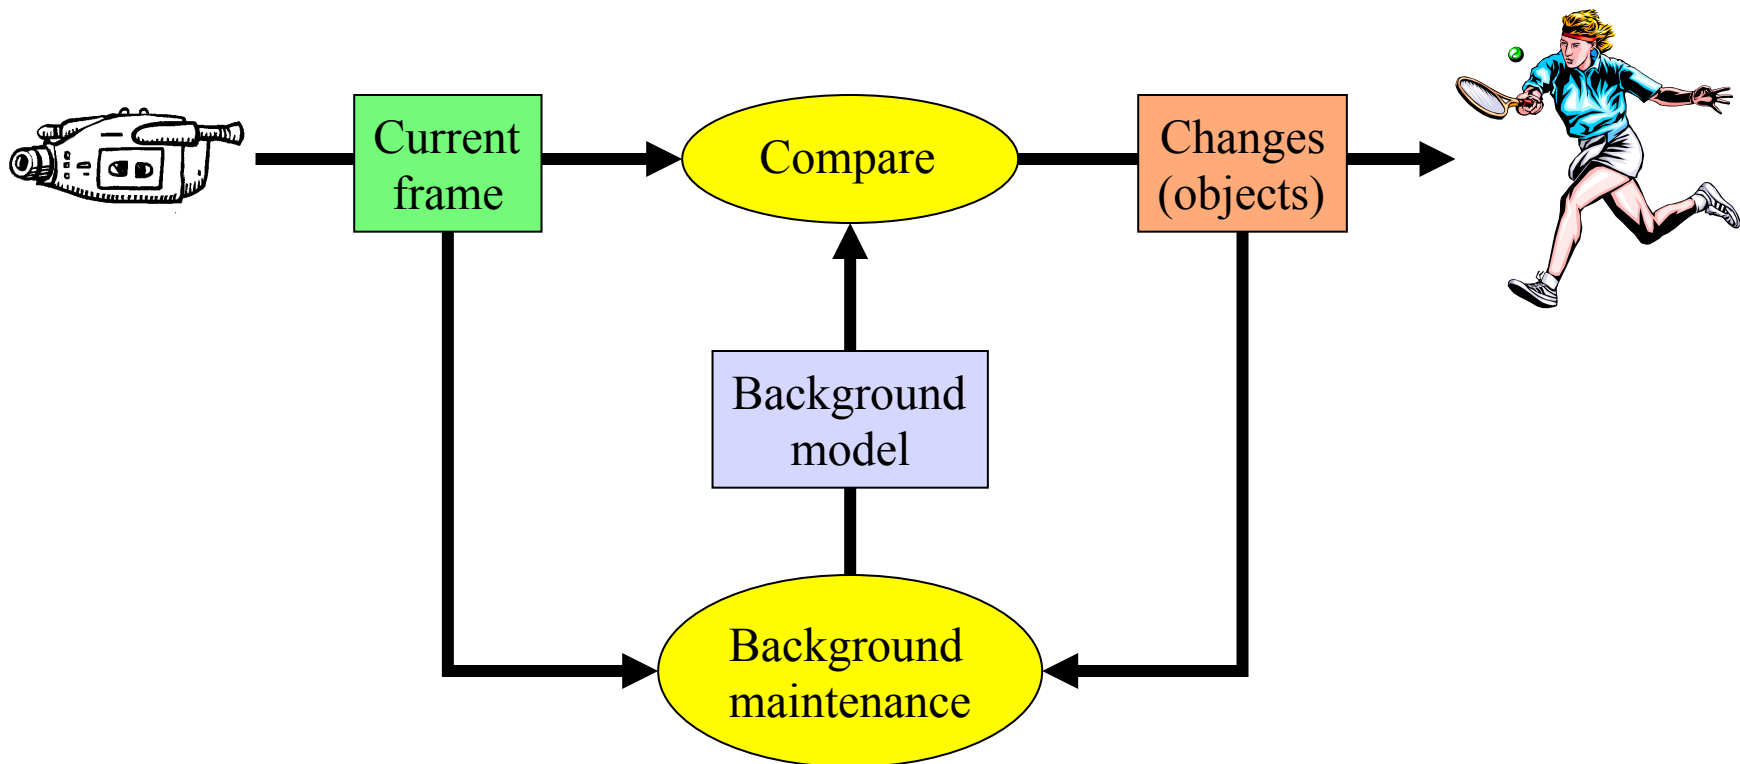 Current
frame
Compare
Changes
(objects)
Background
model
Background
maintenance